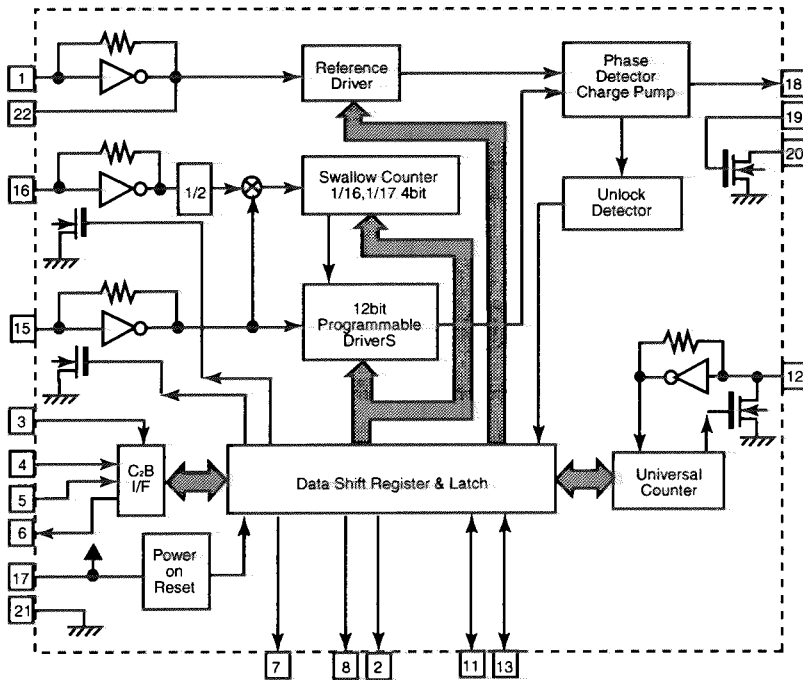 1
22
Reference
Driver
Phase
Detector
Charge Pump
18
19
20
16
1/2
Swallow Counter
1/16,1/17 4bit
Unlock
Detector
15
12bit
Programmable
DriverS
12
3
4
5
6
C₂B
I/F
Data Shift Register & Latch
Universal
Counter
17
Power
on
Reset
21
7
8
2
11
13